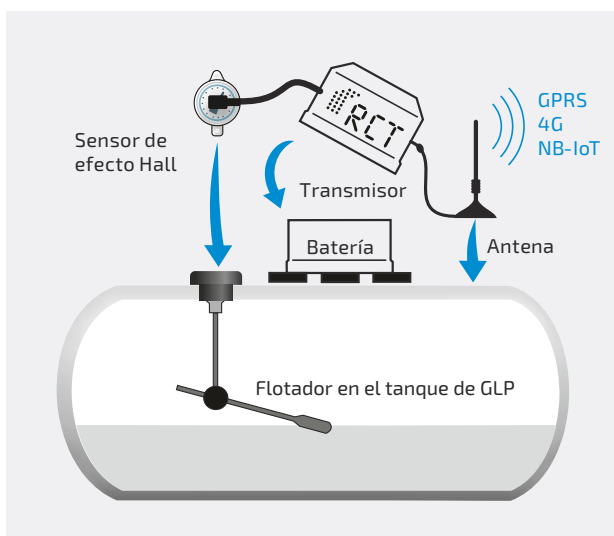 RCT
GPRS
4G
NB-IoT
Sensor de
efecto Hall
Transmisor
Batería
Antena
Flotador en el tanque de GLP